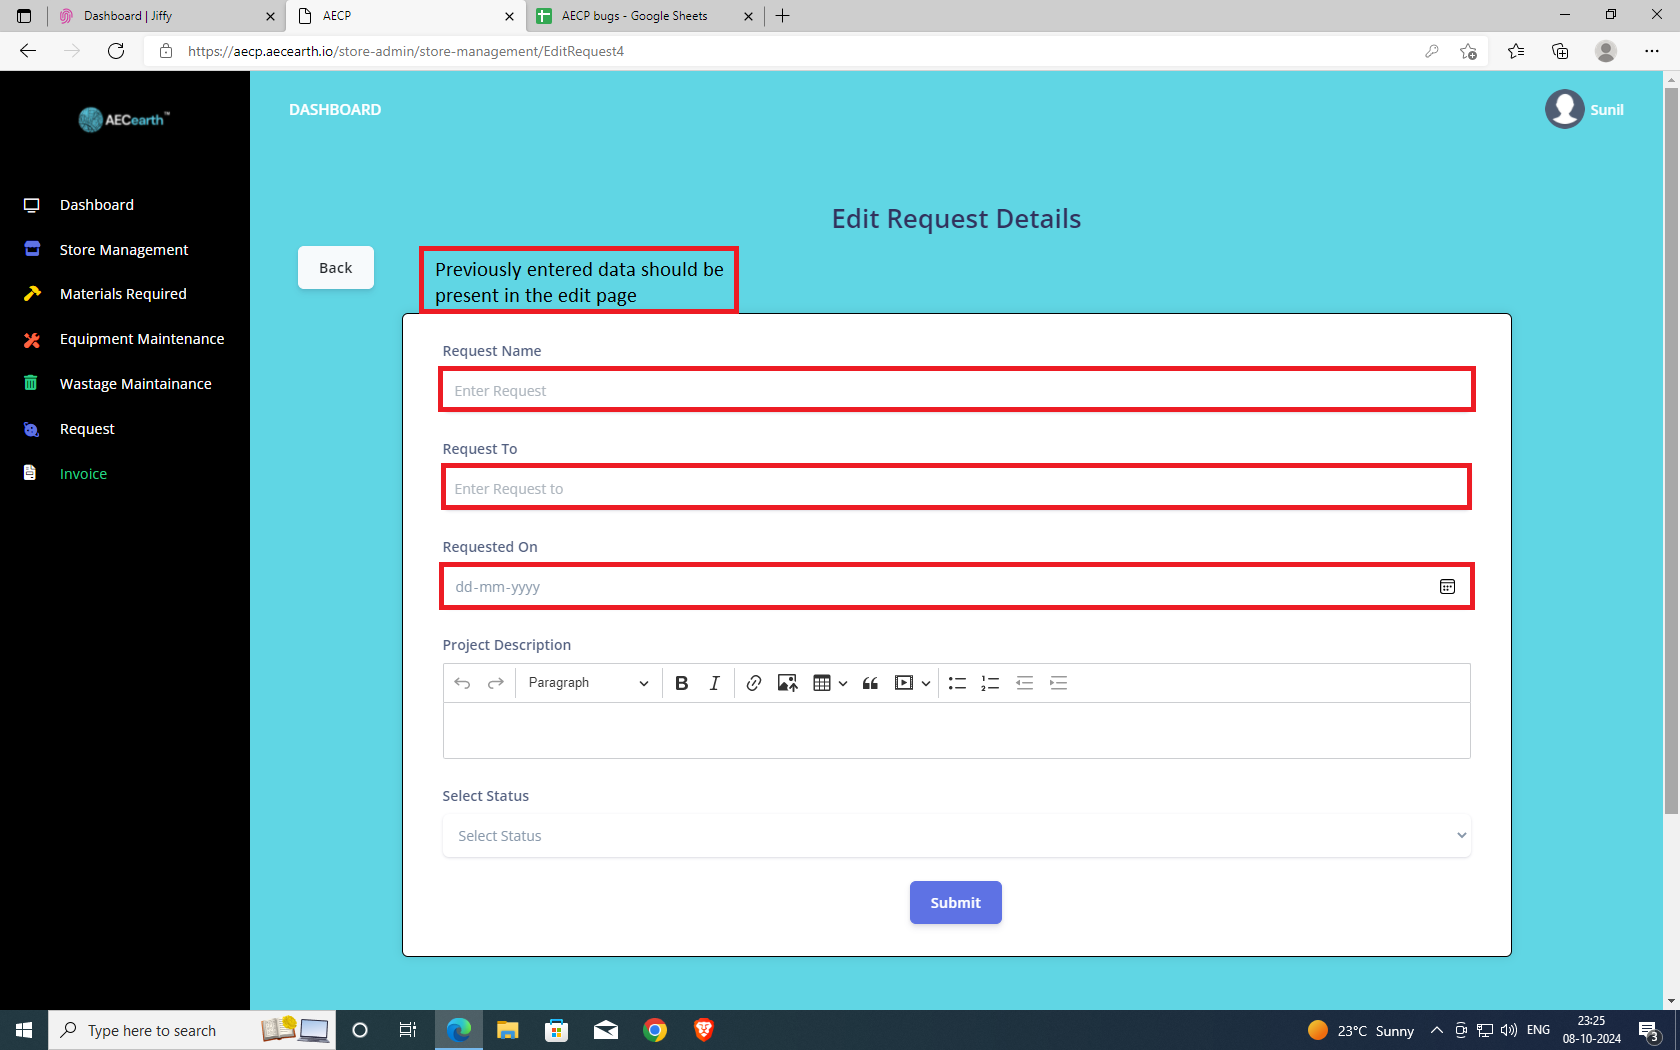 Dashboard | Jiffy
AECP
AECP bugs - Google Sheets
https://aecp.aecearth.io/store-admin/store-management/EditRequest4
AECearth™
DASHBOARD
Sunil
Dashboard
Store Management
Materials Required
Equipment Maintenance
Wastage Maintainance
Request
Invoice
Edit Request Details
Back
Previously entered data should be
present in the edit page
Request Name
Enter Request
Request To
Enter Request to
Requested On
dd-mm-yyyy
Project Description
Paragraph
B I
Select Status
Select Status
Submit
Type here to search
23°C Sunny
ENG
23:25
08-10-2024
3